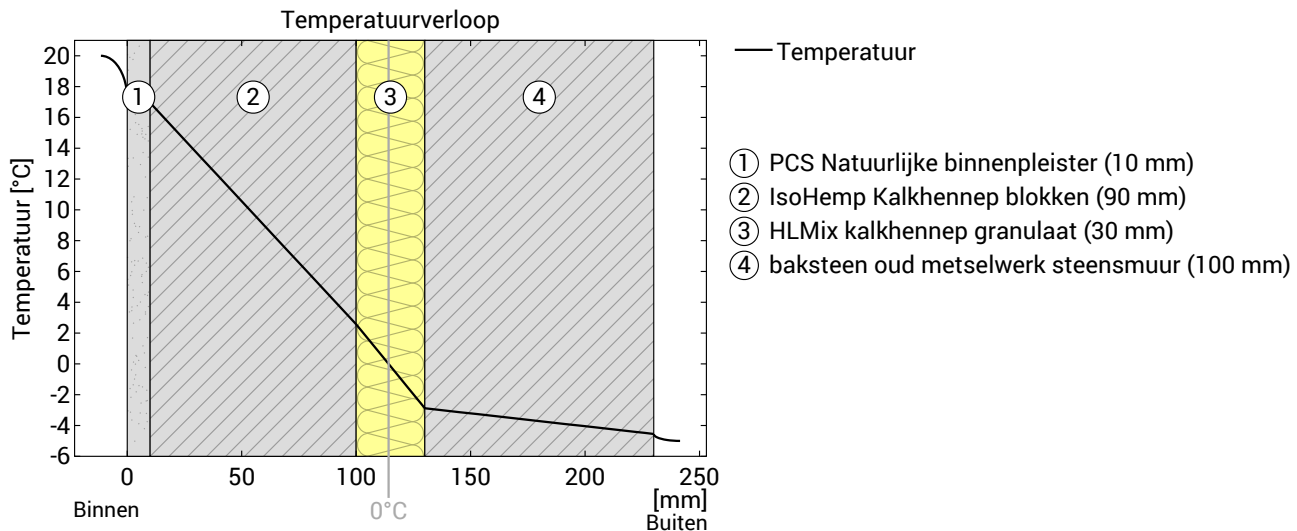 Temperatuurverloop
Temperatuur [°C]
20
18
16
14
12
10
8
6
4
2
0
-2
-4
-6
1
2
3
4
0
50
100
150
200
250
[mm]
Binnen
0°C
Buiten
Temperatuur
1 PCS Natuurlijke binnenpleister (10 mm)
2 IsoHemp Kalkhennep blokken (90 mm)
3 HLMix kalkhennep granulaat (30 mm)
4 baksteen oud metselwerk steensmuur (100 mm)